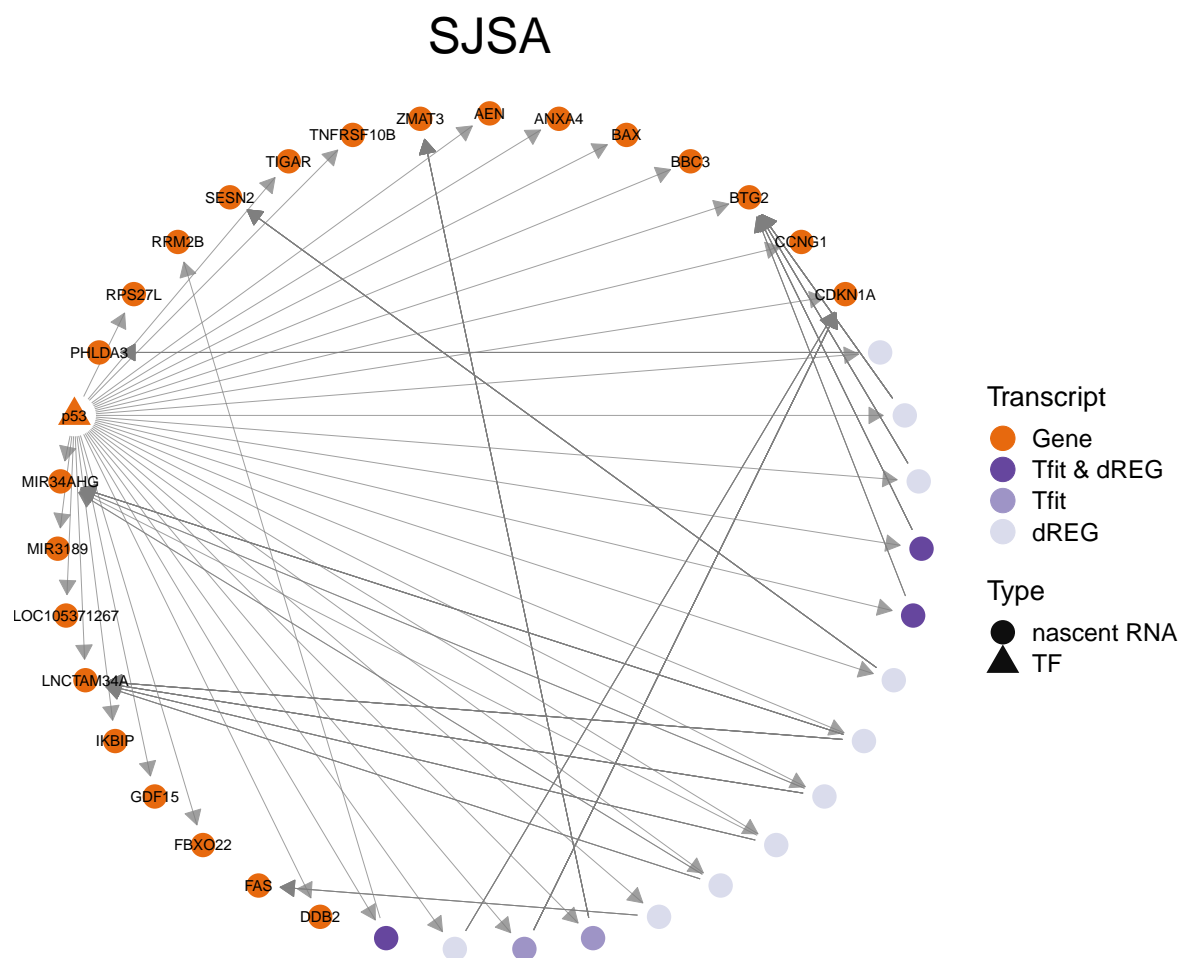 SJSA
AEN
ZMAT3
ANXA4
TNFRSF10B
BAX
TIGAR
BBC3
SESN2
BTG2
RRM2B
CCNG1
RPS27L
CDKN1A
PHLDA3
p53
MIR34AHG
MIR3189
LOC105371267
LNCTAM34A
IKBIP
GDF15
FBXO22
FAS
DDB2
Transcript
Gene
Tfit & dREG
Tfit
dREG
Type
nascent RNA
TF